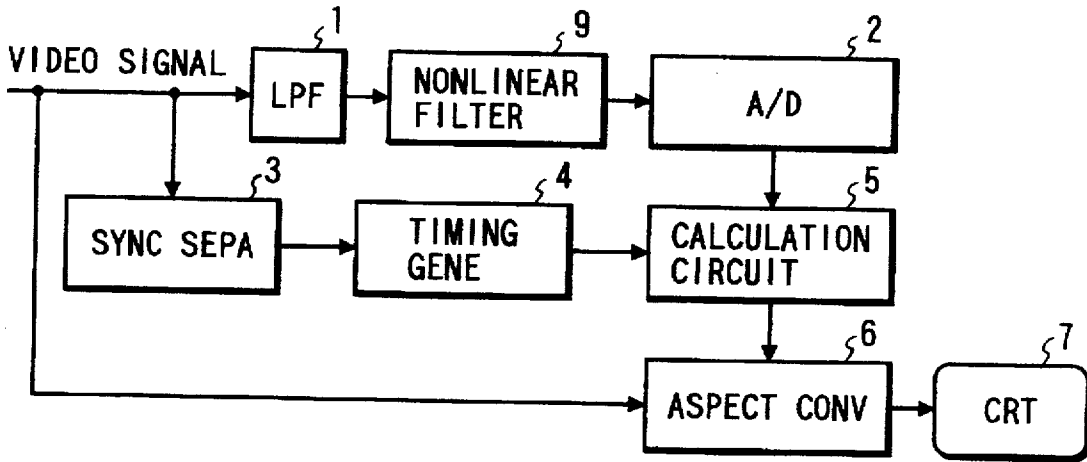 1
9
2
VIDEO SIGNAL
LPF
NONLINEAR
FILTER
A/D
3
4
5
SYNC SEPA
TIMING
GENE
CALCULATION
CIRCUIT
6
7
ASPECT CONV
CRT